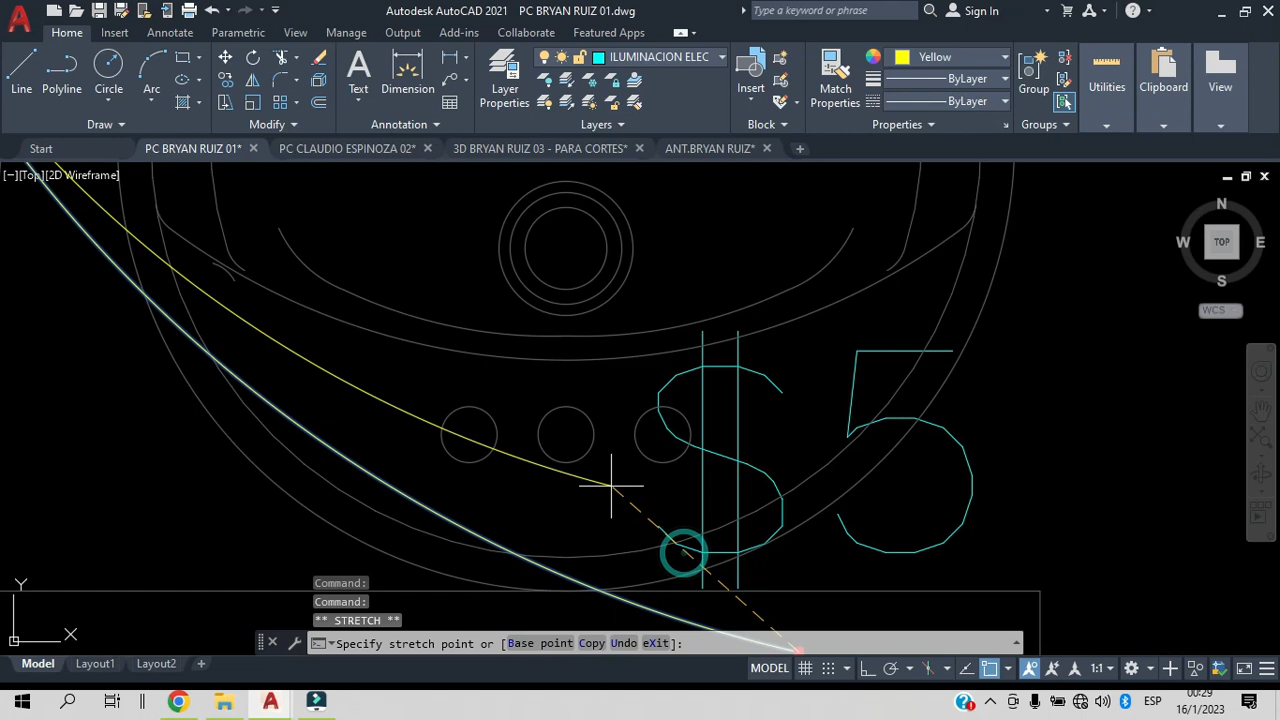 Autodesk AutoCAD 2021 PC BRYAN RUIZ 01.dwg
Type a keyword or phrase
Sign In
Home Insert Annotate Parametric View Manage Output Add-ins Collaborate Featured Apps
ILUMINACION ELEC
Yellow
Line Polyline Circle Arc
Text Dimension
Layer Properties
Insert
Match Properties
ByLayer
ByLayer
Group
Utilities
Clipboard
View
Draw Modify Annotation Layers Block Properties Groups
Start PC BRYAN RUIZ 01* PC CLAUDIO ESPINOZA 02* 3D BRYAN RUIZ 03 - PARA CORTES* ANT.BRYAN RUIZ*
[−][Top][2D Wireframe]
N
W TOP E
S
WCS
$5
Command:
Command:
** STRETCH **
Specify stretch point or [Base point Copy Undo eXit]:
Y
X
Model Layout1 Layout2
MODEL
1:1
ESP
00:29
16/1/2023